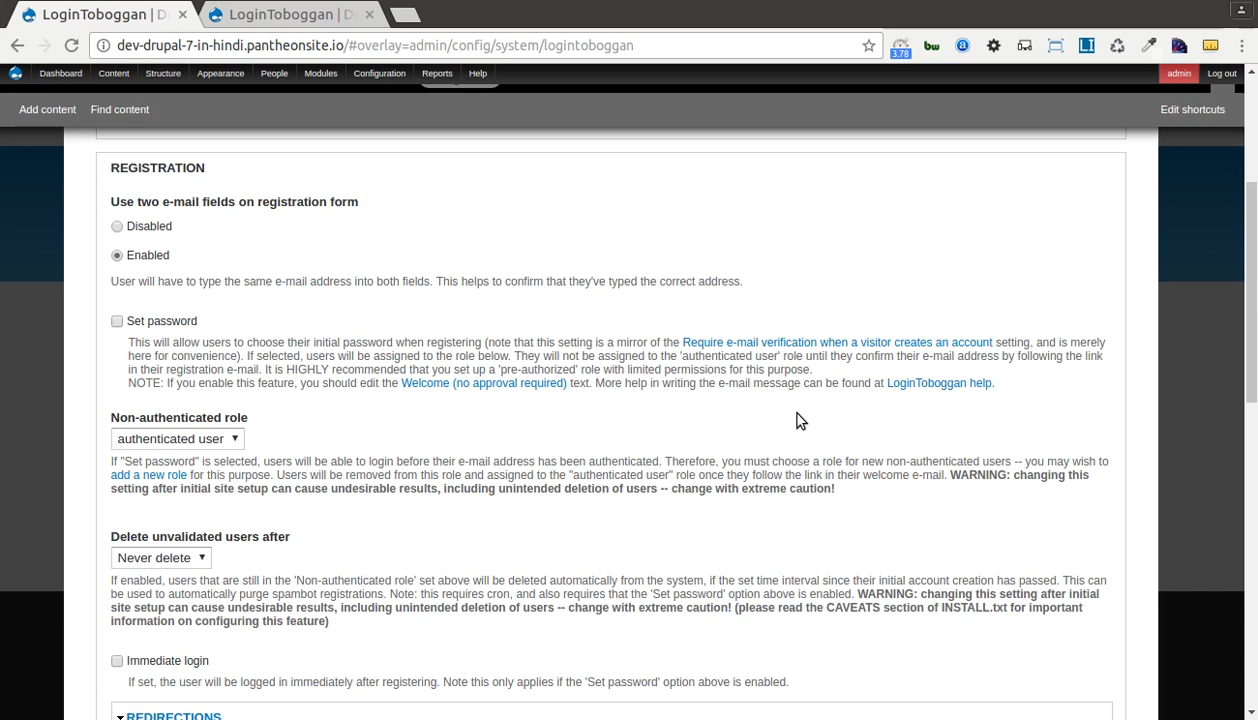 LoginToboggan | D
LoginToboggan | D
dev-drupal-7-in-hindi.pantheonsite.io/#overlay=admin/config/system/logintoboggan
bw
a
LI
3.78
Dashboard Content Structure Appearance People Modules Configuration Reports Help admin Log out
Add content Find content Edit shortcuts
REGISTRATION
Use two e-mail fields on registration form
Disabled
Enabled
User will have to type the same e-mail address into both fields. This helps to confirm that they've typed the correct address.
Set password
This will allow users to choose their initial password when registering (note that this setting is a mirror of the Require e-mail verification when a visitor creates an account setting, and is merely
here for convenience). If selected, users will be assigned to the role below. They will not be assigned to the 'authenticated user' role until they confirm their e-mail address by following the link
in their registration e-mail. It is HIGHLY recommended that you set up a 'pre-authorized' role with limited permissions for this purpose.
NOTE: If you enable this feature, you should edit the Welcome (no approval required) text. More help in writing the e-mail message can be found at LoginToboggan help.
Non-authenticated role
authenticated user
If "Set password" is selected, users will be able to login before their e-mail address has been authenticated. Therefore, you must choose a role for new non-authenticated users -- you may wish to
add a new role for this purpose. Users will be removed from this role and assigned to the "authenticated user" role once they follow the link in their welcome e-mail. WARNING: changing this
setting after initial site setup can cause undesirable results, including unintended deletion of users -- change with extreme caution!
Delete unvalidated users after
Never delete
If enabled, users that are still in the 'Non-authenticated role' set above will be deleted automatically from the system, if the set time interval since their initial account creation has passed. This can
be used to automatically purge spambot registrations. Note: this requires cron, and also requires that the 'Set password' option above is enabled. WARNING: changing this setting after initial
site setup can cause undesirable results, including unintended deletion of users -- change with extreme caution! (please read the CAVEATS section of INSTALL.txt for important
information on configuring this feature)
Immediate login
If set, the user will be logged in immediately after registering. Note this only applies if the 'Set password' option above is enabled.
REDIRECTIONS